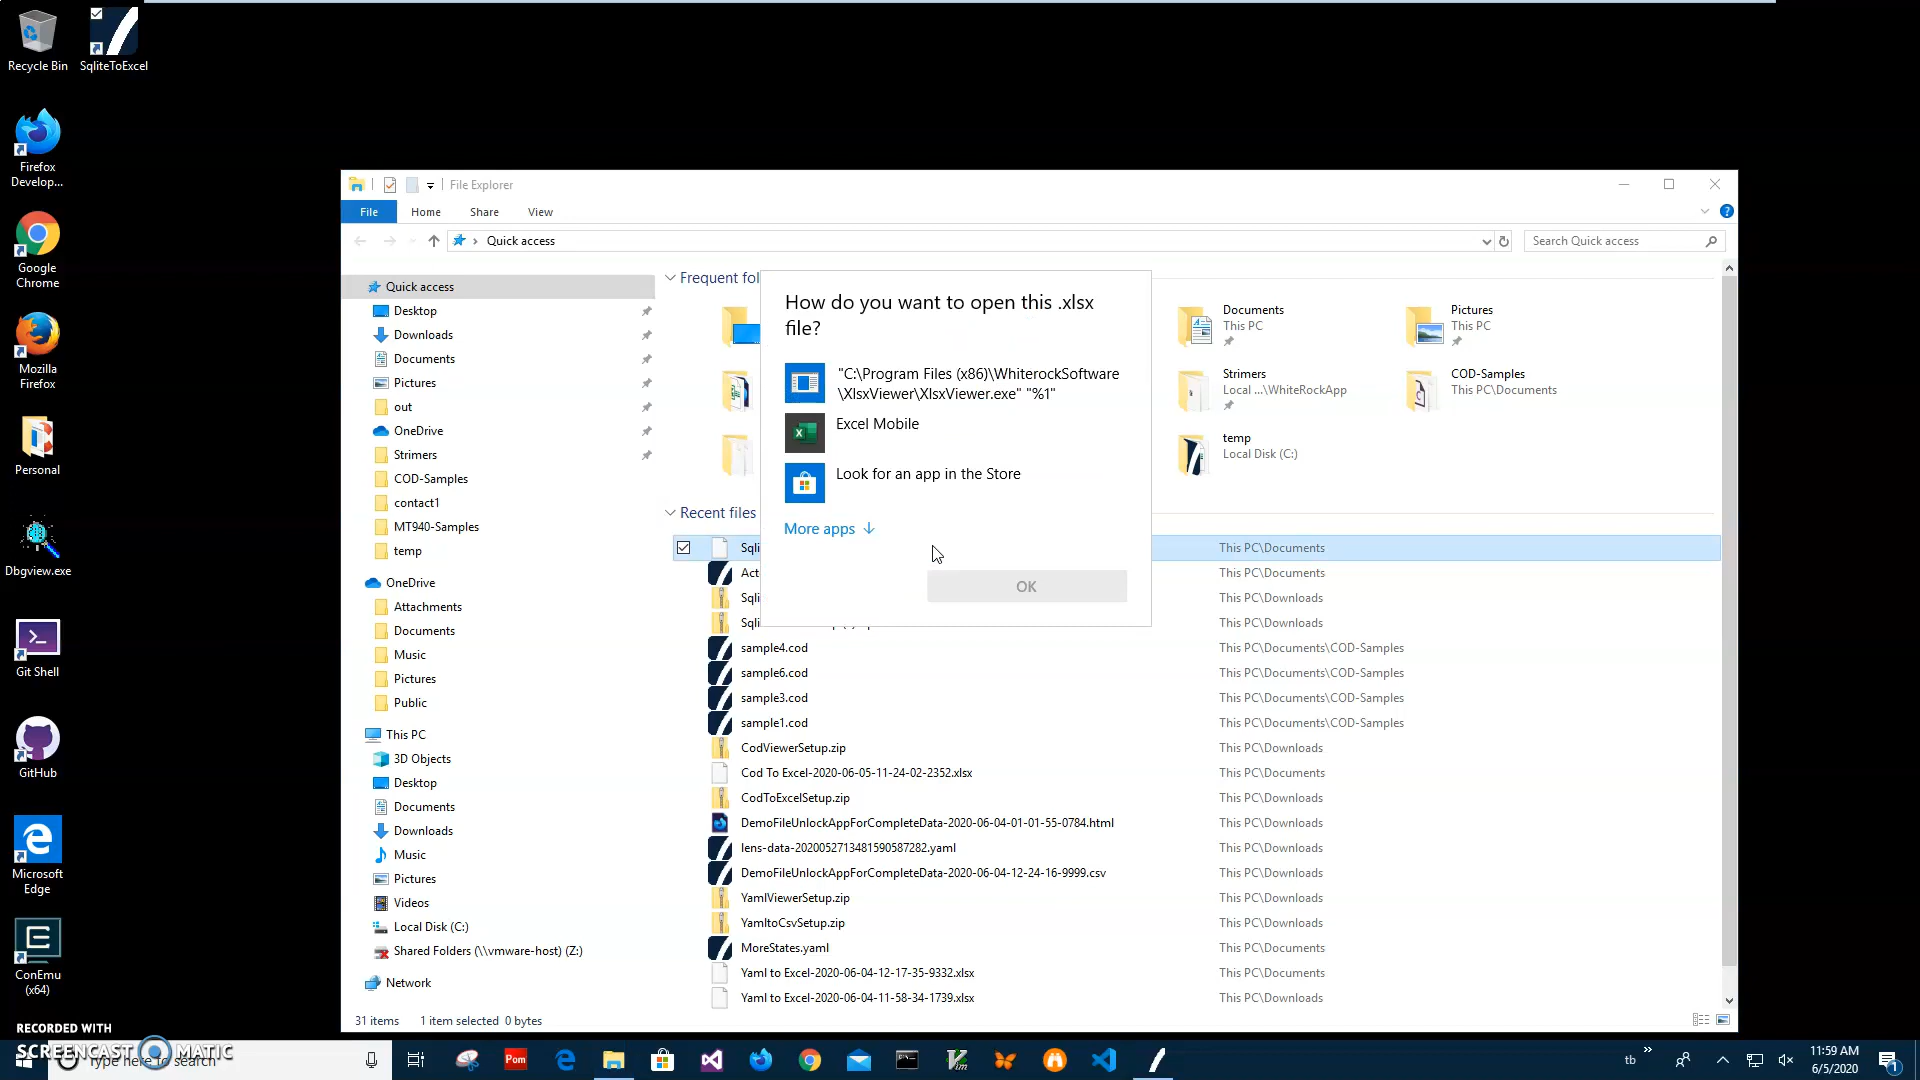 Recycle Bin
SqliteToExcel
Firefox
Develop...
Google
Chrome
Mozilla
Firefox
Personal
Dbgview.exe
Git Shell
GitHub
Microsoft
Edge
ConEmu
(x64)
File Explorer
File
Home
Share
View
Quick access
Search Quick access
Quick access
Desktop
Downloads
Documents
Pictures
out
OneDrive
Strimers
COD-Samples
contact1
MT940-Samples
temp
OneDrive
Attachments
Documents
Music
Pictures
Public
This PC
3D Objects
Desktop
Documents
Downloads
Music
Pictures
Videos
Local Disk (C:)
Shared Folders (\\vmware-host) (Z:)
Network
Frequent fol
Documents
This PC
Pictures
This PC
Strimers
Local ...\WhiteRockApp
COD-Samples
This PC\Documents
temp
Local Disk (C:)
How do you want to open this .xlsx
file?
"C:\Program Files (x86)\WhiterockSoftware
\XlsxViewer\XlsxViewer.exe" "%1"
Excel Mobile
Look for an app in the Store
More apps
OK
Recent files
Sqli This PC\Documents
Act This PC\Documents
Sqli This PC\Downloads
Sqli This PC\Downloads
sample4.cod This PC\Documents\COD-Samples
sample6.cod This PC\Documents\COD-Samples
sample3.cod This PC\Documents\COD-Samples
sample1.cod This PC\Documents\COD-Samples
CodViewerSetup.zip This PC\Downloads
Cod To Excel-2020-06-05-11-24-02-2352.xlsx This PC\Documents
CodToExcelSetup.zip This PC\Downloads
DemoFileUnlockAppForCompleteData-2020-06-04-01-01-55-0784.html This PC\Downloads
lens-data-2020052713481590587282.yaml This PC\Downloads
DemoFileUnlockAppForCompleteData-2020-06-04-12-24-16-9999.csv This PC\Downloads
YamlViewerSetup.zip This PC\Downloads
YamltoCsvSetup.zip This PC\Downloads
MoreStates.yaml This PC\Documents
Yaml to Excel-2020-06-04-12-17-35-9332.xlsx This PC\Documents
Yaml to Excel-2020-06-04-11-58-34-1739.xlsx This PC\Downloads
31 items 1 item selected 0 bytes
RECORDED WITH
SCREENCAST MATIC
Type here to search
Pom
Vim
tb
11:59 AM
6/5/2020
1